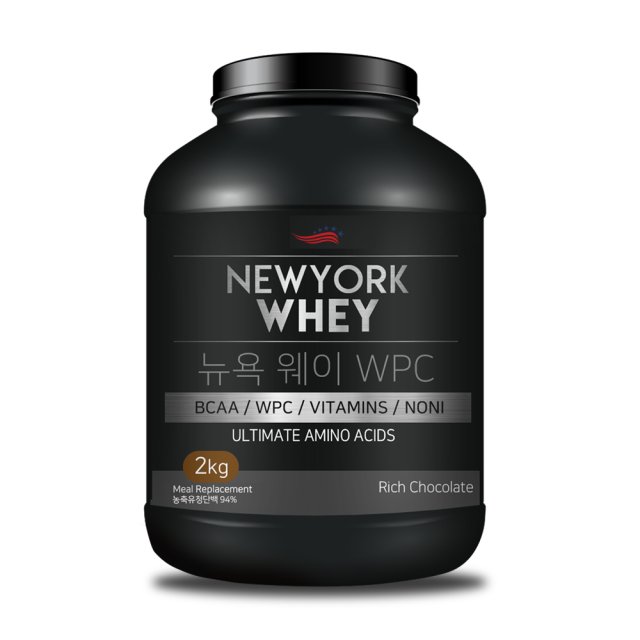 NEWYORK
WHEY
뉴욕 웨이 WPC
BCAA / WPC / VITAMINS / NONI
ULTIMATE AMINO ACIDS
2kg
Meal Replacement
농축유청단백 94%
Rich Chocolate